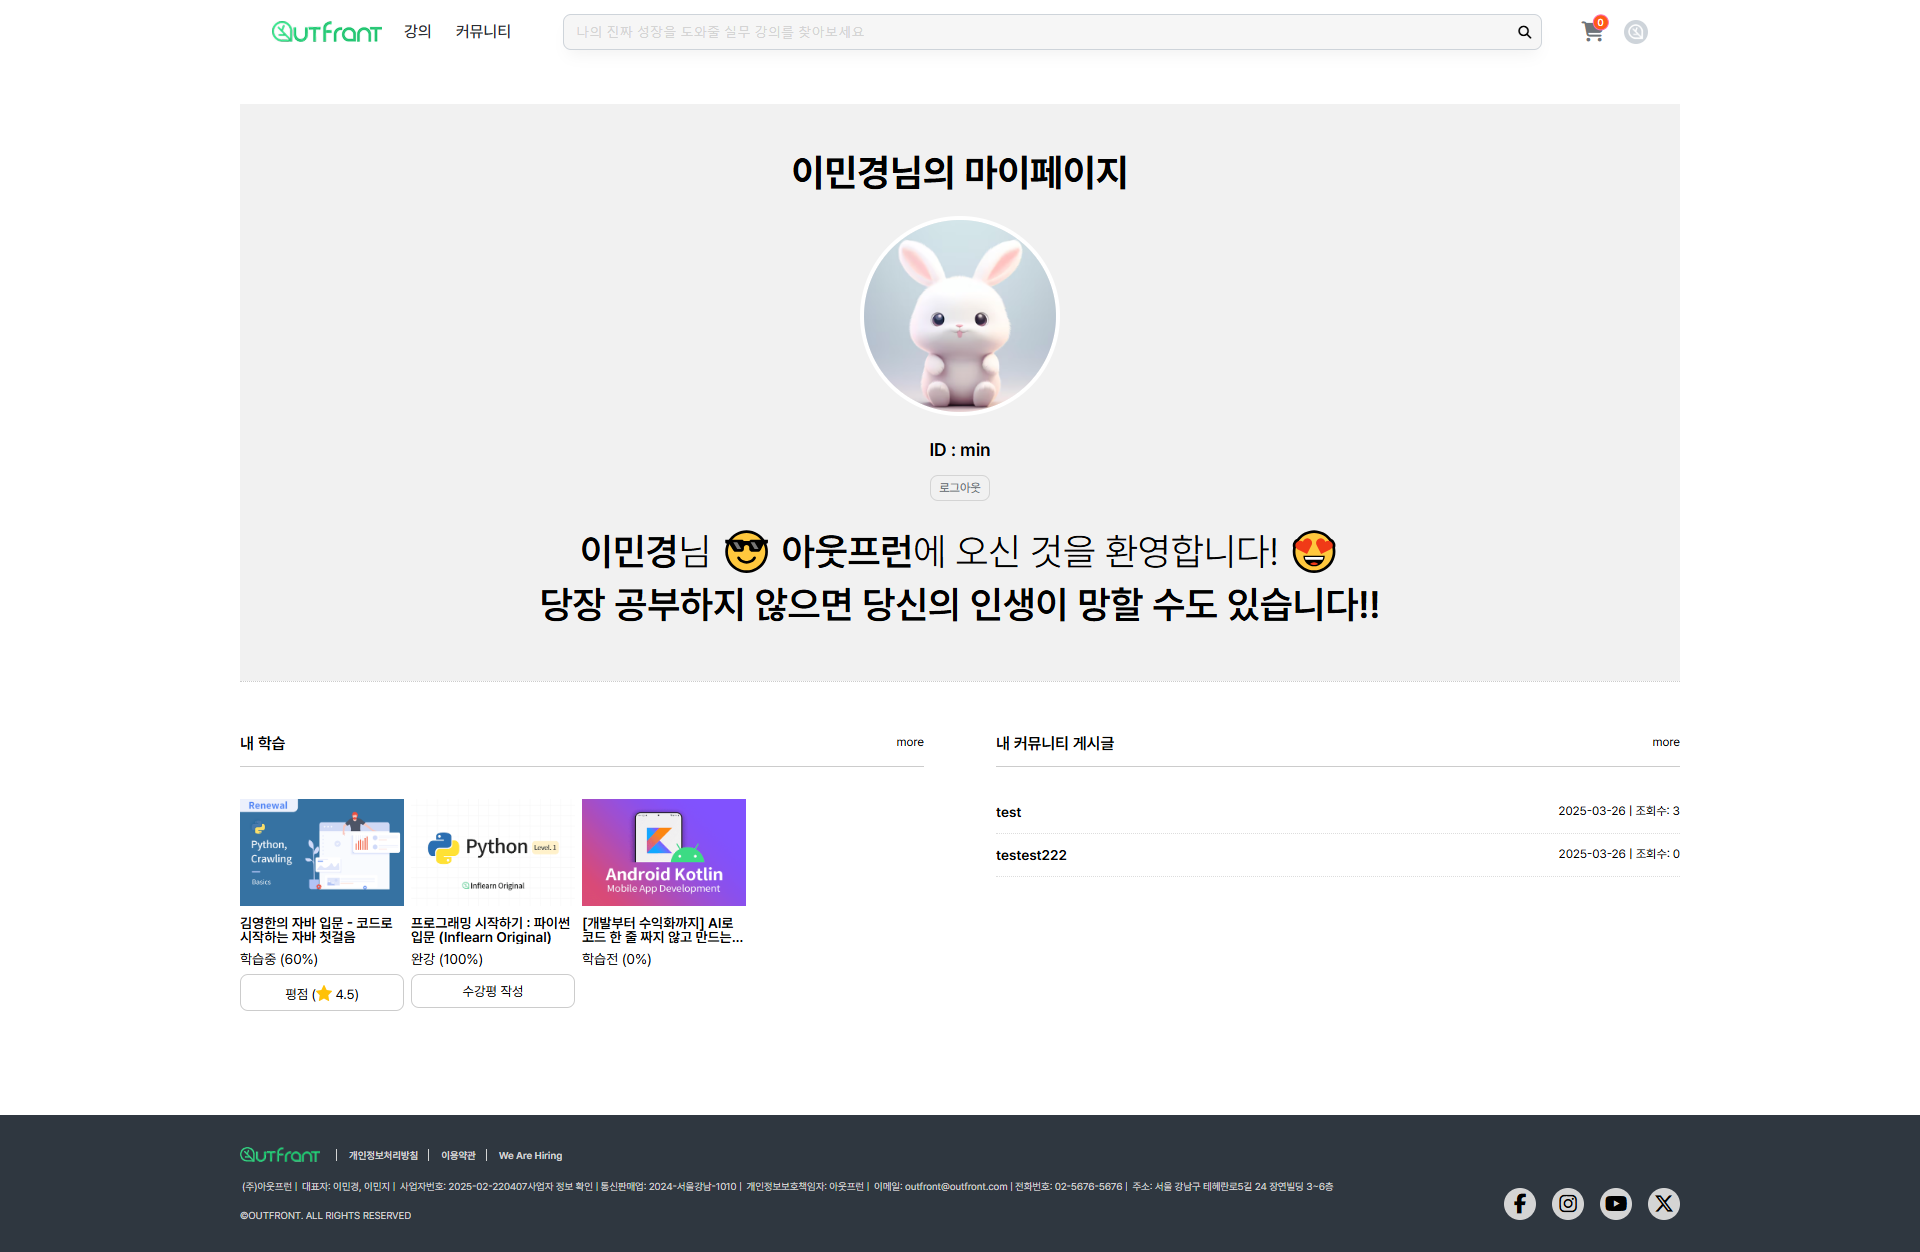 OUTFRANT
강의
커뮤니티
나의 진짜 성장을 도와줄 실무 강의를 찾아보세요
0
이민경님의 마이페이지
ID : min
로그아웃
이민경님 😎 아웃프런에 오신 것을 환영합니다! 😍
당장 공부하지 않으면 당신의 인생이 망할 수도 있습니다!!
내 학습
more
Renewal
Python,
Crawling
Basics
김영한의 자바 입문 - 코드로
시작하는 자바 첫걸음
학습중 (60%)
평점 (⭐ 4.5)
Python Level. 1
Inflearn Original
프로그래밍 시작하기 : 파이썬
입문 (Inflearn Original)
완강 (100%)
수강평 작성
Android Kotlin
Mobile App Development
[개발부터 수익화까지] AI로
코드 한 줄 짜지 않고 만드는...
학습전 (0%)
내 커뮤니티 게시글
more
test
2025-03-26 | 조회수: 3
testest222
2025-03-26 | 조회수: 0
OUTFRANT | 개인정보처리방침 | 이용약관 | We Are Hiring
(주)아웃프런 | 대표자: 이민경, 이민지 | 사업자번호: 2025-02-220407사업자 정보 확인 | 통신판매업: 2024-서울강남-1010 | 개인정보보호책임자: 아웃프런 | 이메일: outfront@outfront.com | 전화번호: 02-5676-5676 | 주소: 서울 강남구 테헤란로5길 24 장연빌딩 3~6층
©OUTFRONT. ALL RIGHTS RESERVED